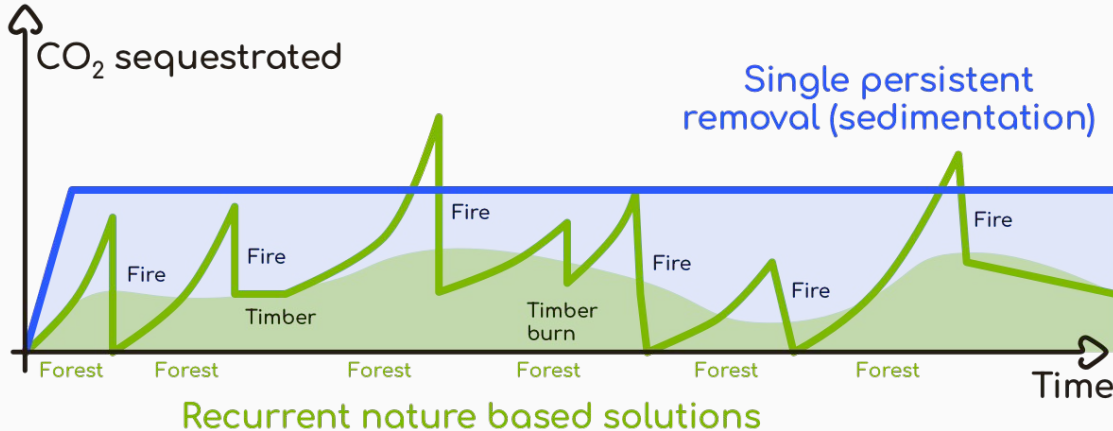 CO₂ sequestrated
Single persistent
removal (sedimentation)
Fire
Fire
Timber
Fire
Timber
burn
Fire
Fire
Fire
Forest
Forest
Forest
Forest
Forest
Forest
Time
Recurrent nature based solutions